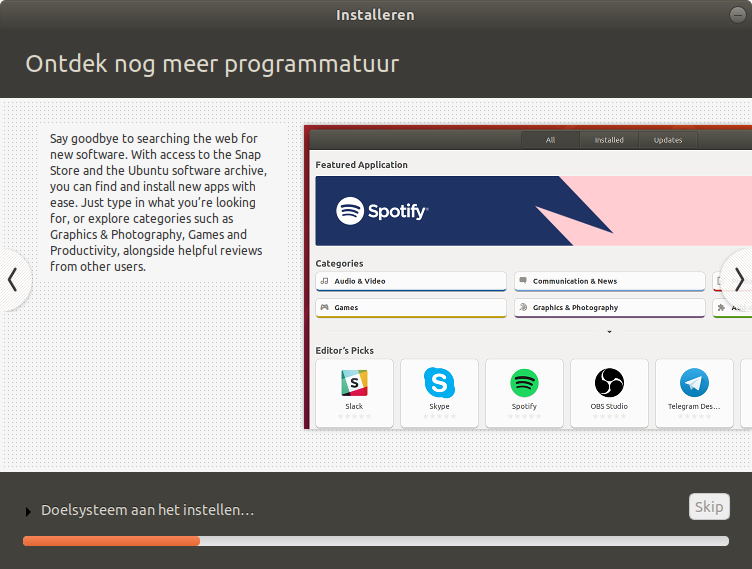 Installeren
Ontdek nog meer programmatuur
Say goodbye to searching the web for
new software. With access to the Snap
Store and the Ubuntu software archive,
you can find and install new apps with
ease. Just type in what you're looking
for, or explore categories such as
Graphics & Photography, Games and
Productivity, alongside helpful reviews
from other users.
All Installed Updates
Featured Application
Spotify
Categories
Audio & Video Communication & News
Games Graphics & Photography
Editor's Picks
Slack Skype Spotify OBS Studio Telegram Des...
Doelsysteem aan het instellen...
Skip